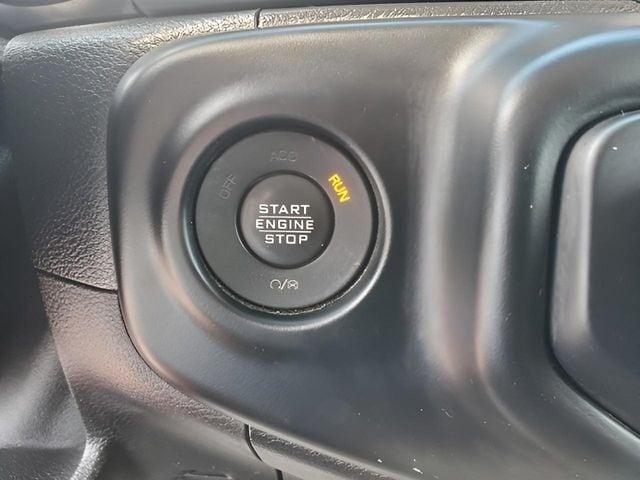 ACC
OFF
RUN
START
ENGINE
STOP